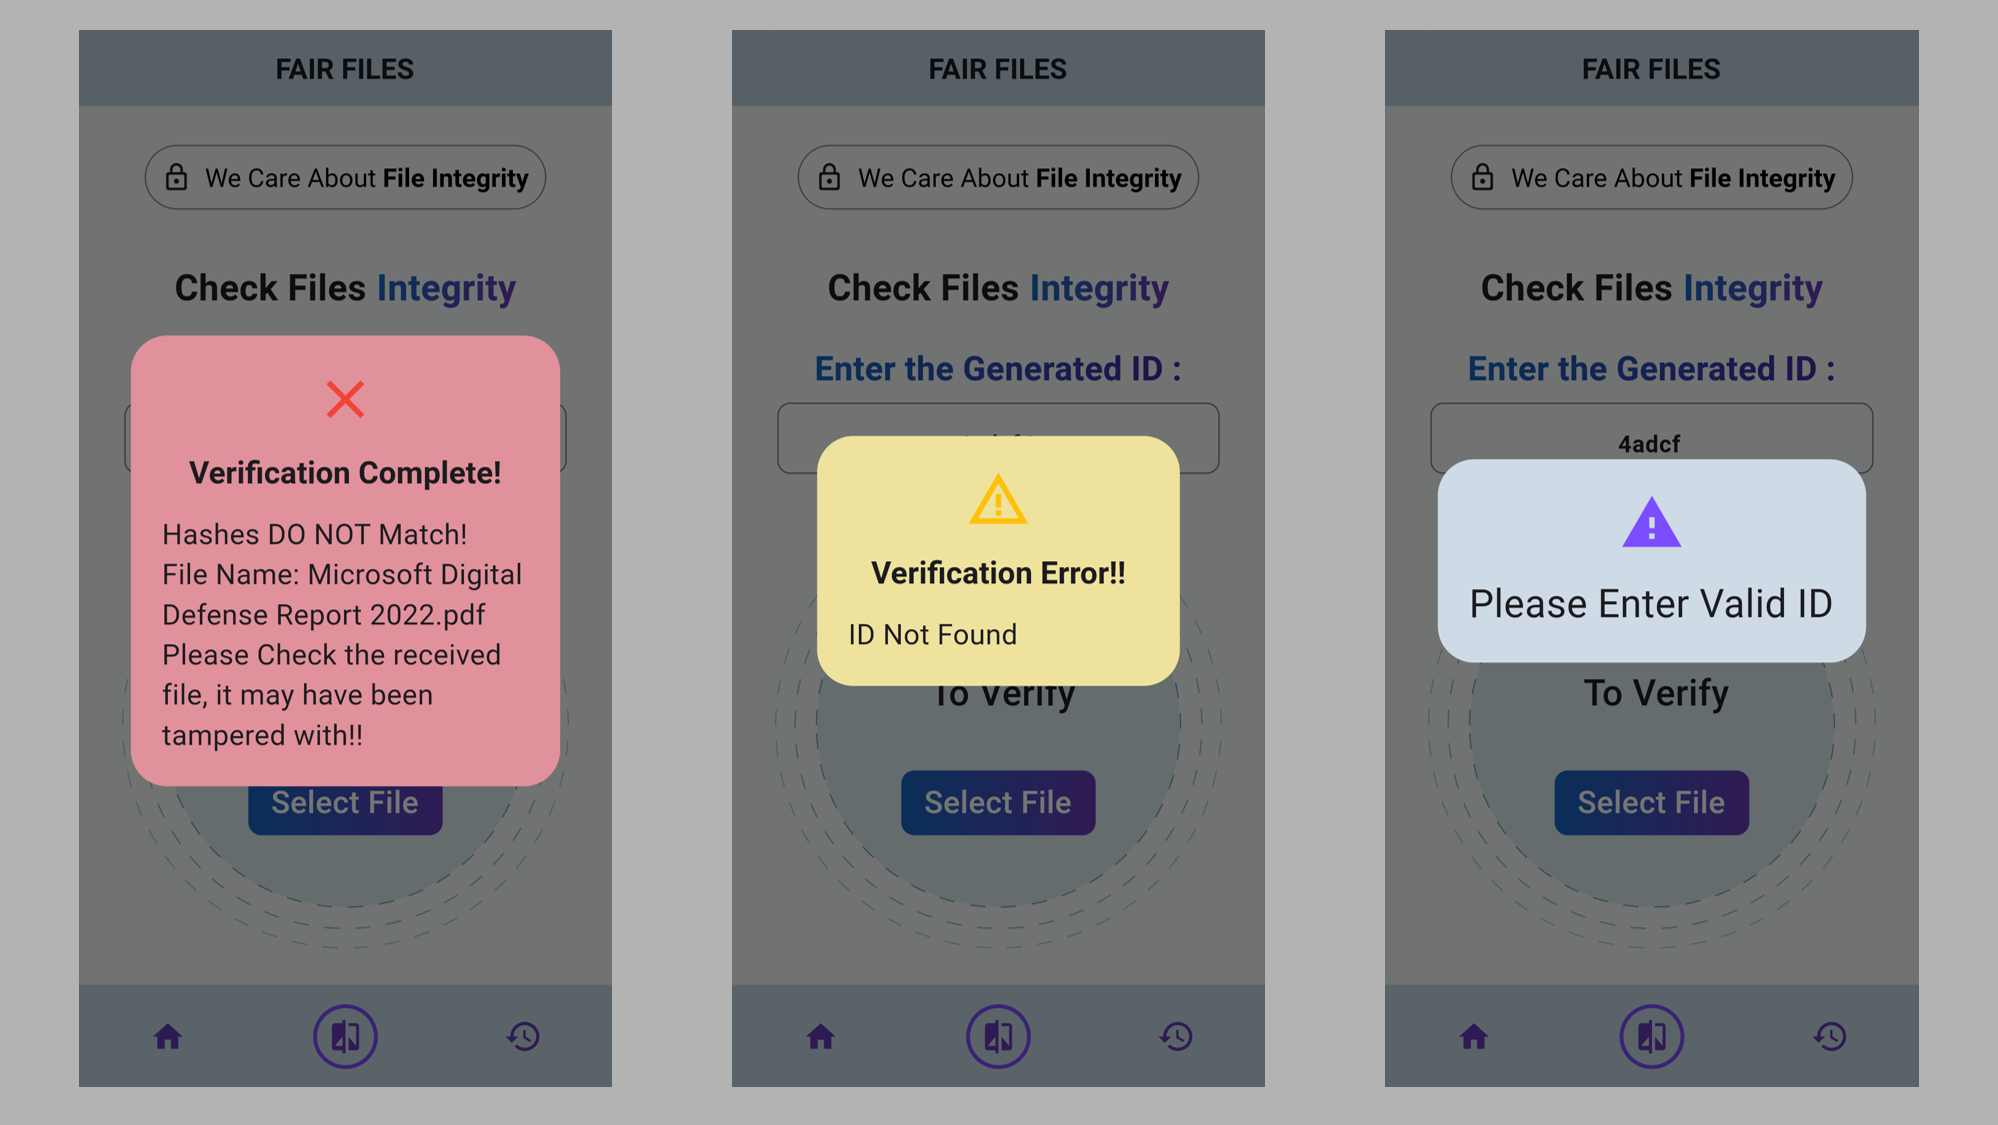 FAIR FILES
We Care About File Integrity
Check Files Integrity
Verification Complete!
Hashes DO NOT Match!
File Name: Microsoft Digital
Defense Report 2022.pdf
Please Check the received
file, it may have been
tampered with!!
Select File
FAIR FILES
We Care About File Integrity
Check Files Integrity
Enter the Generated ID :
Verification Error!!
ID Not Found
To Verify
Select File
FAIR FILES
We Care About File Integrity
Check Files Integrity
Enter the Generated ID :
4adcf
Please Enter Valid ID
To Verify
Select File